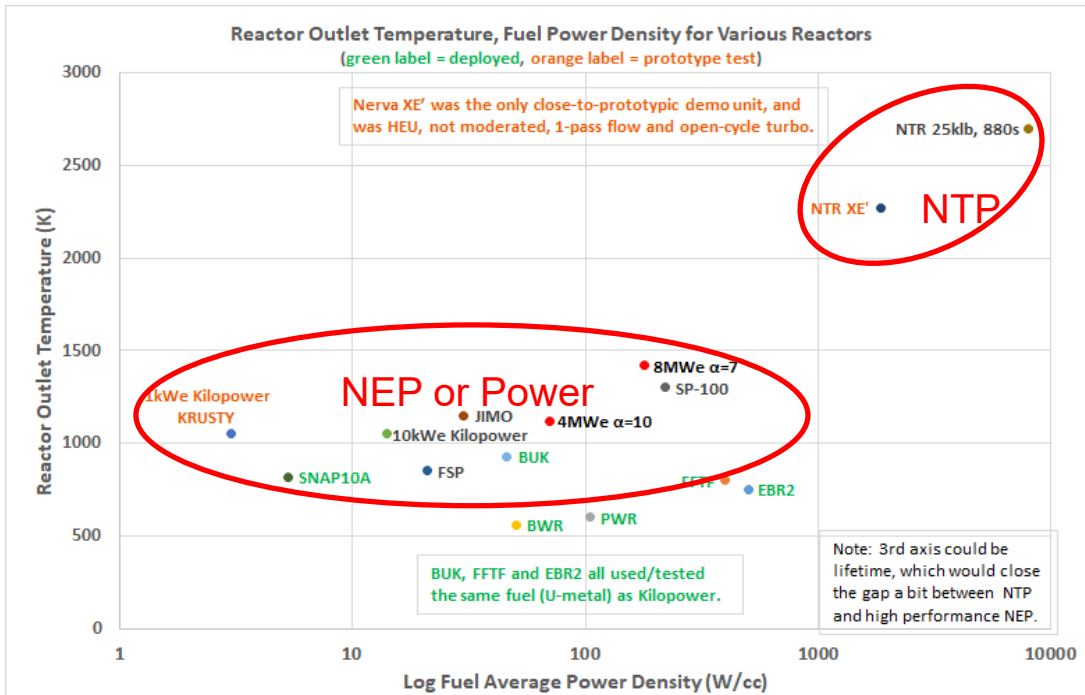 Reactor Outlet Temperature, Fuel Power Density for Various Reactors
(green label = deployed, orange label = prototype test)
3000
2500
2000
1500
1000
500
0
Reactor Outlet Temperature (K)
Nerva XE' was the only close-to-prototypic demo unit, and
was HEU, not moderated, 1-pass flow and open-cycle turbo.
NTR 25klb, 880s
NTR XE'
NTP
8MWe α=7
SP-100
NEP or Power
1kWe Kilopower
KRUSTY
JIMO
4MWe α=10
10kWe Kilopower
BUK
SNAP10A
FSP
FFTF
EBR2
BWR
PWR
BUK, FFTF and EBR2 all used/tested
the same fuel (U-metal) as Kilopower.
Note: 3rd axis could be
lifetime, which would close
the gap a bit between NTP
and high performance NEP.
1
10
100
1000
10000
Log Fuel Average Power Density (W/cc)